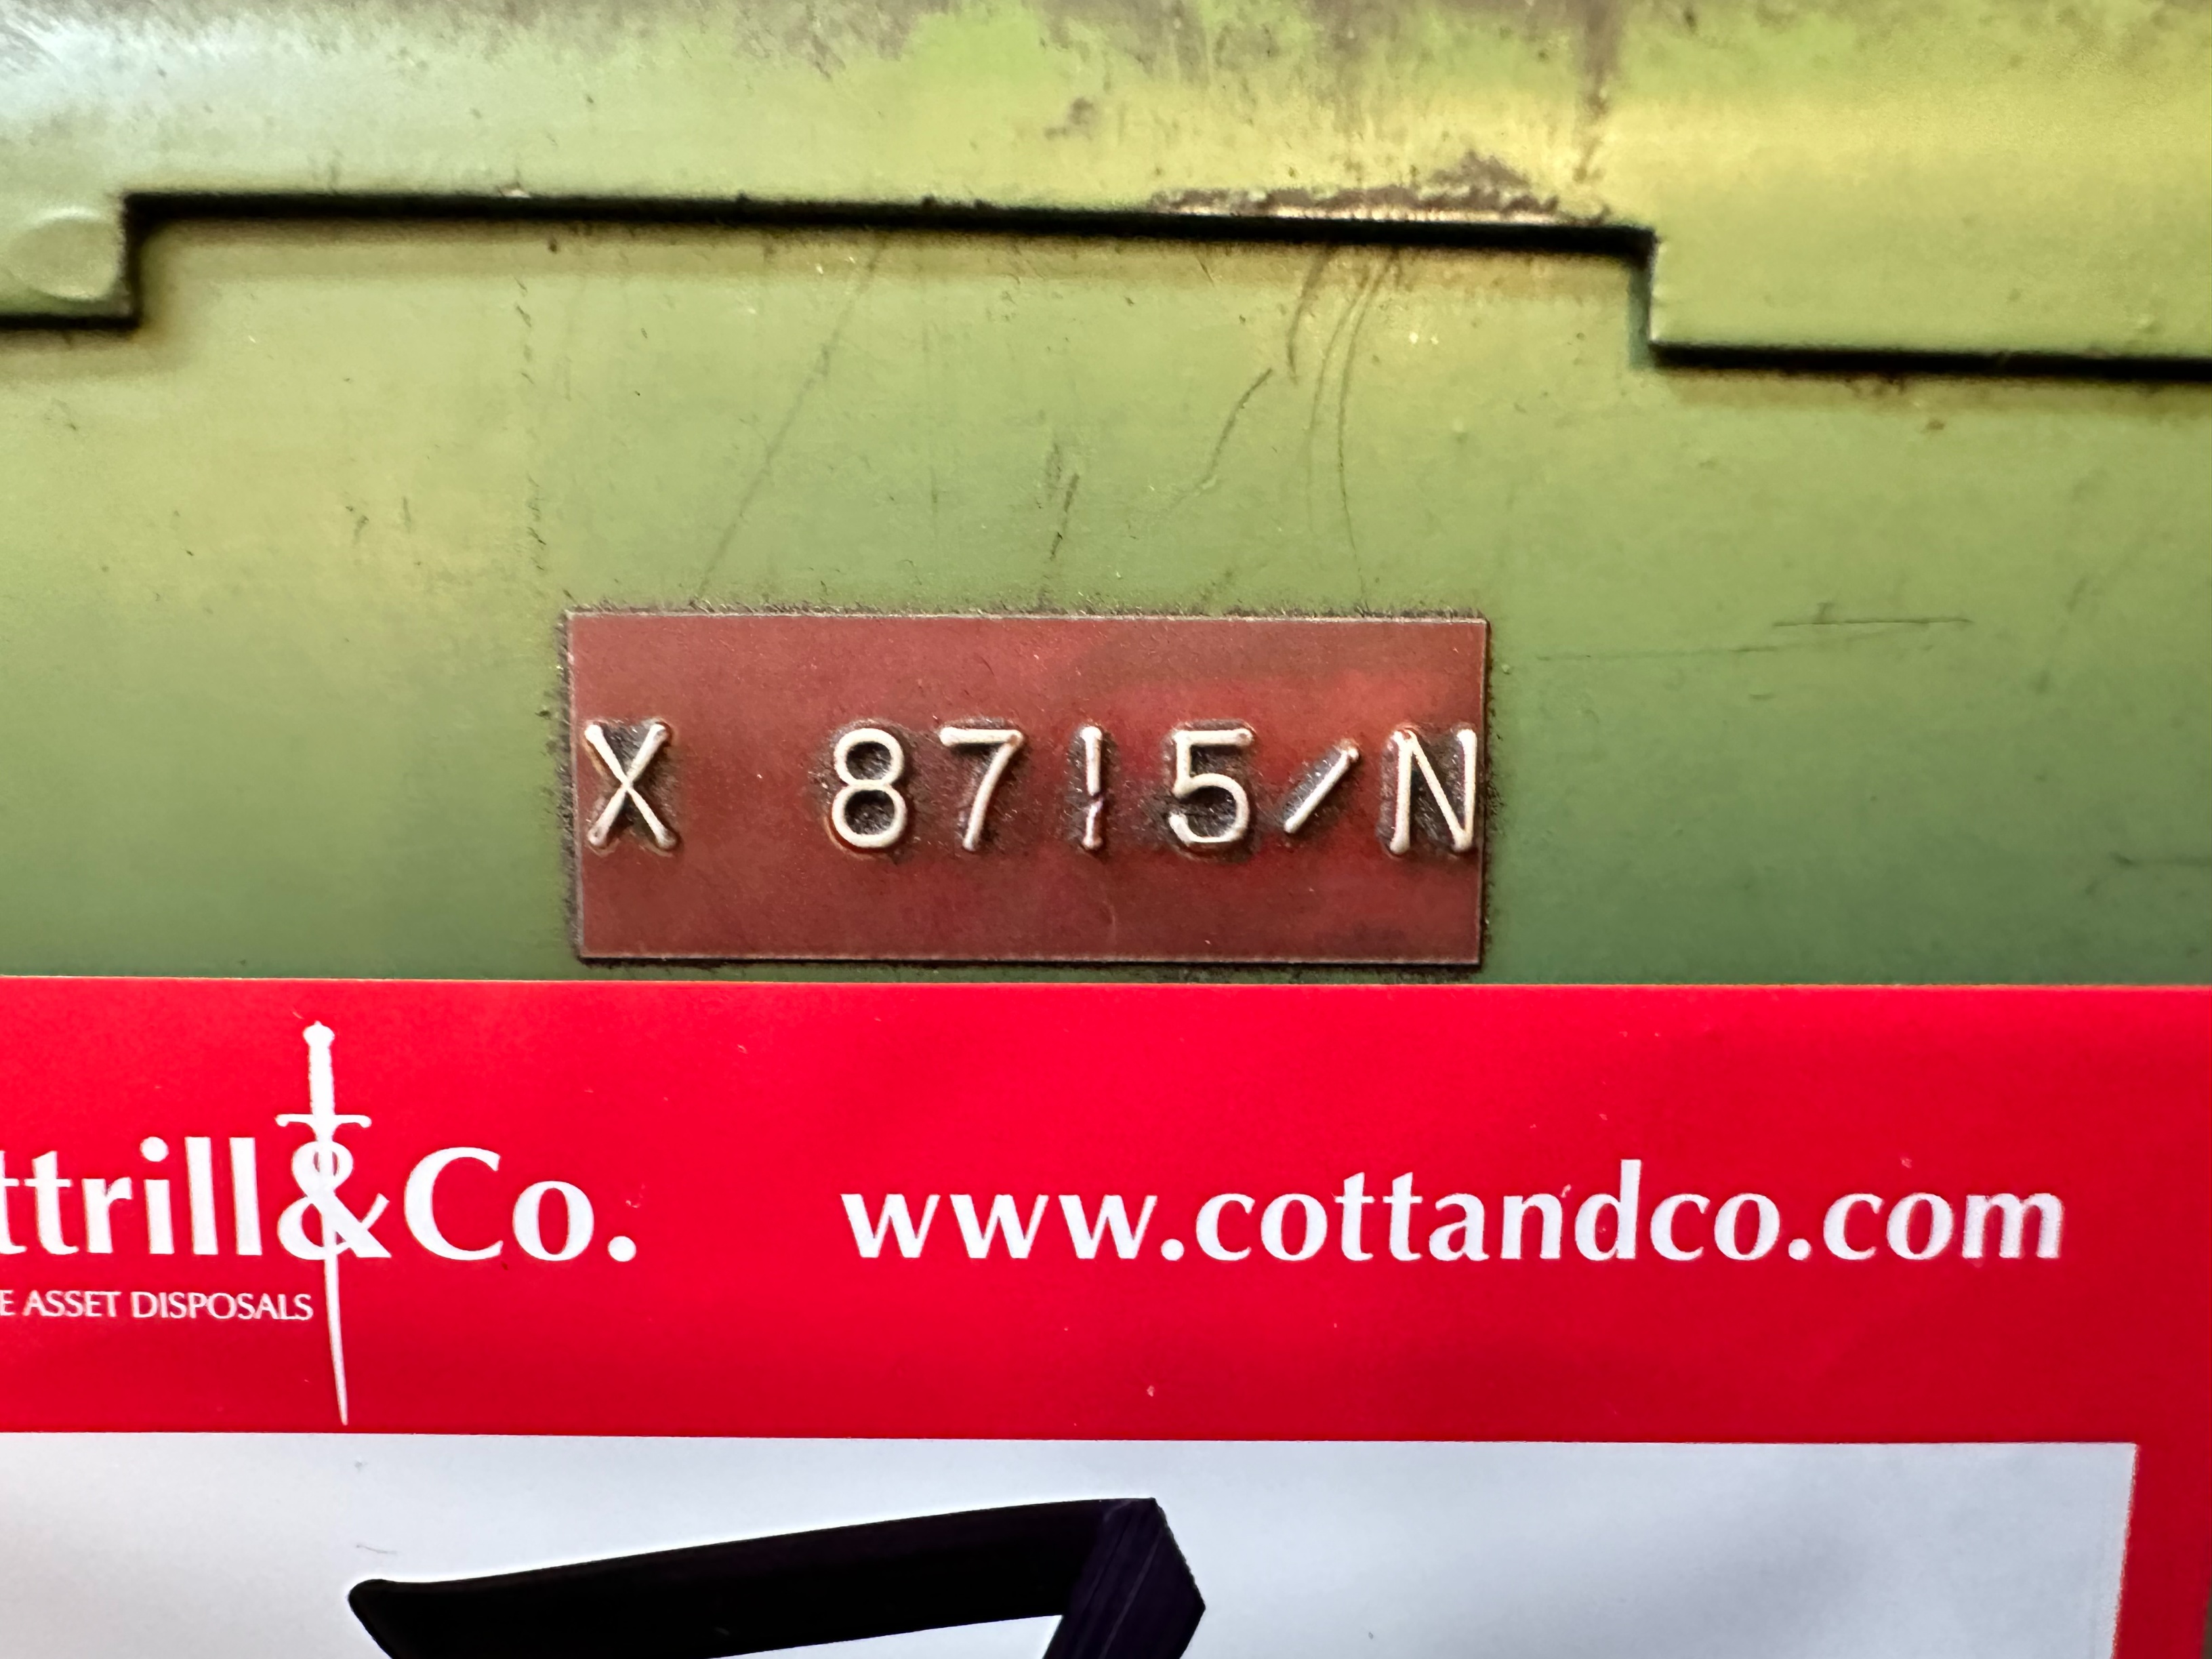 X 8715/N
ttrill&Co. www.cottandco.com
E ASSET DISPOSALS